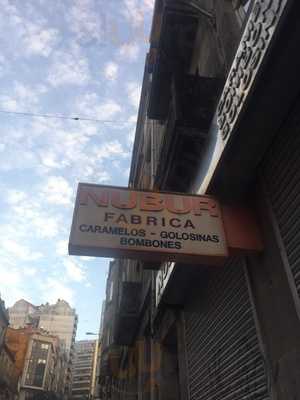 NUBUR
FABRICA
CARAMELOS - GOLOSINAS
BOMBONES